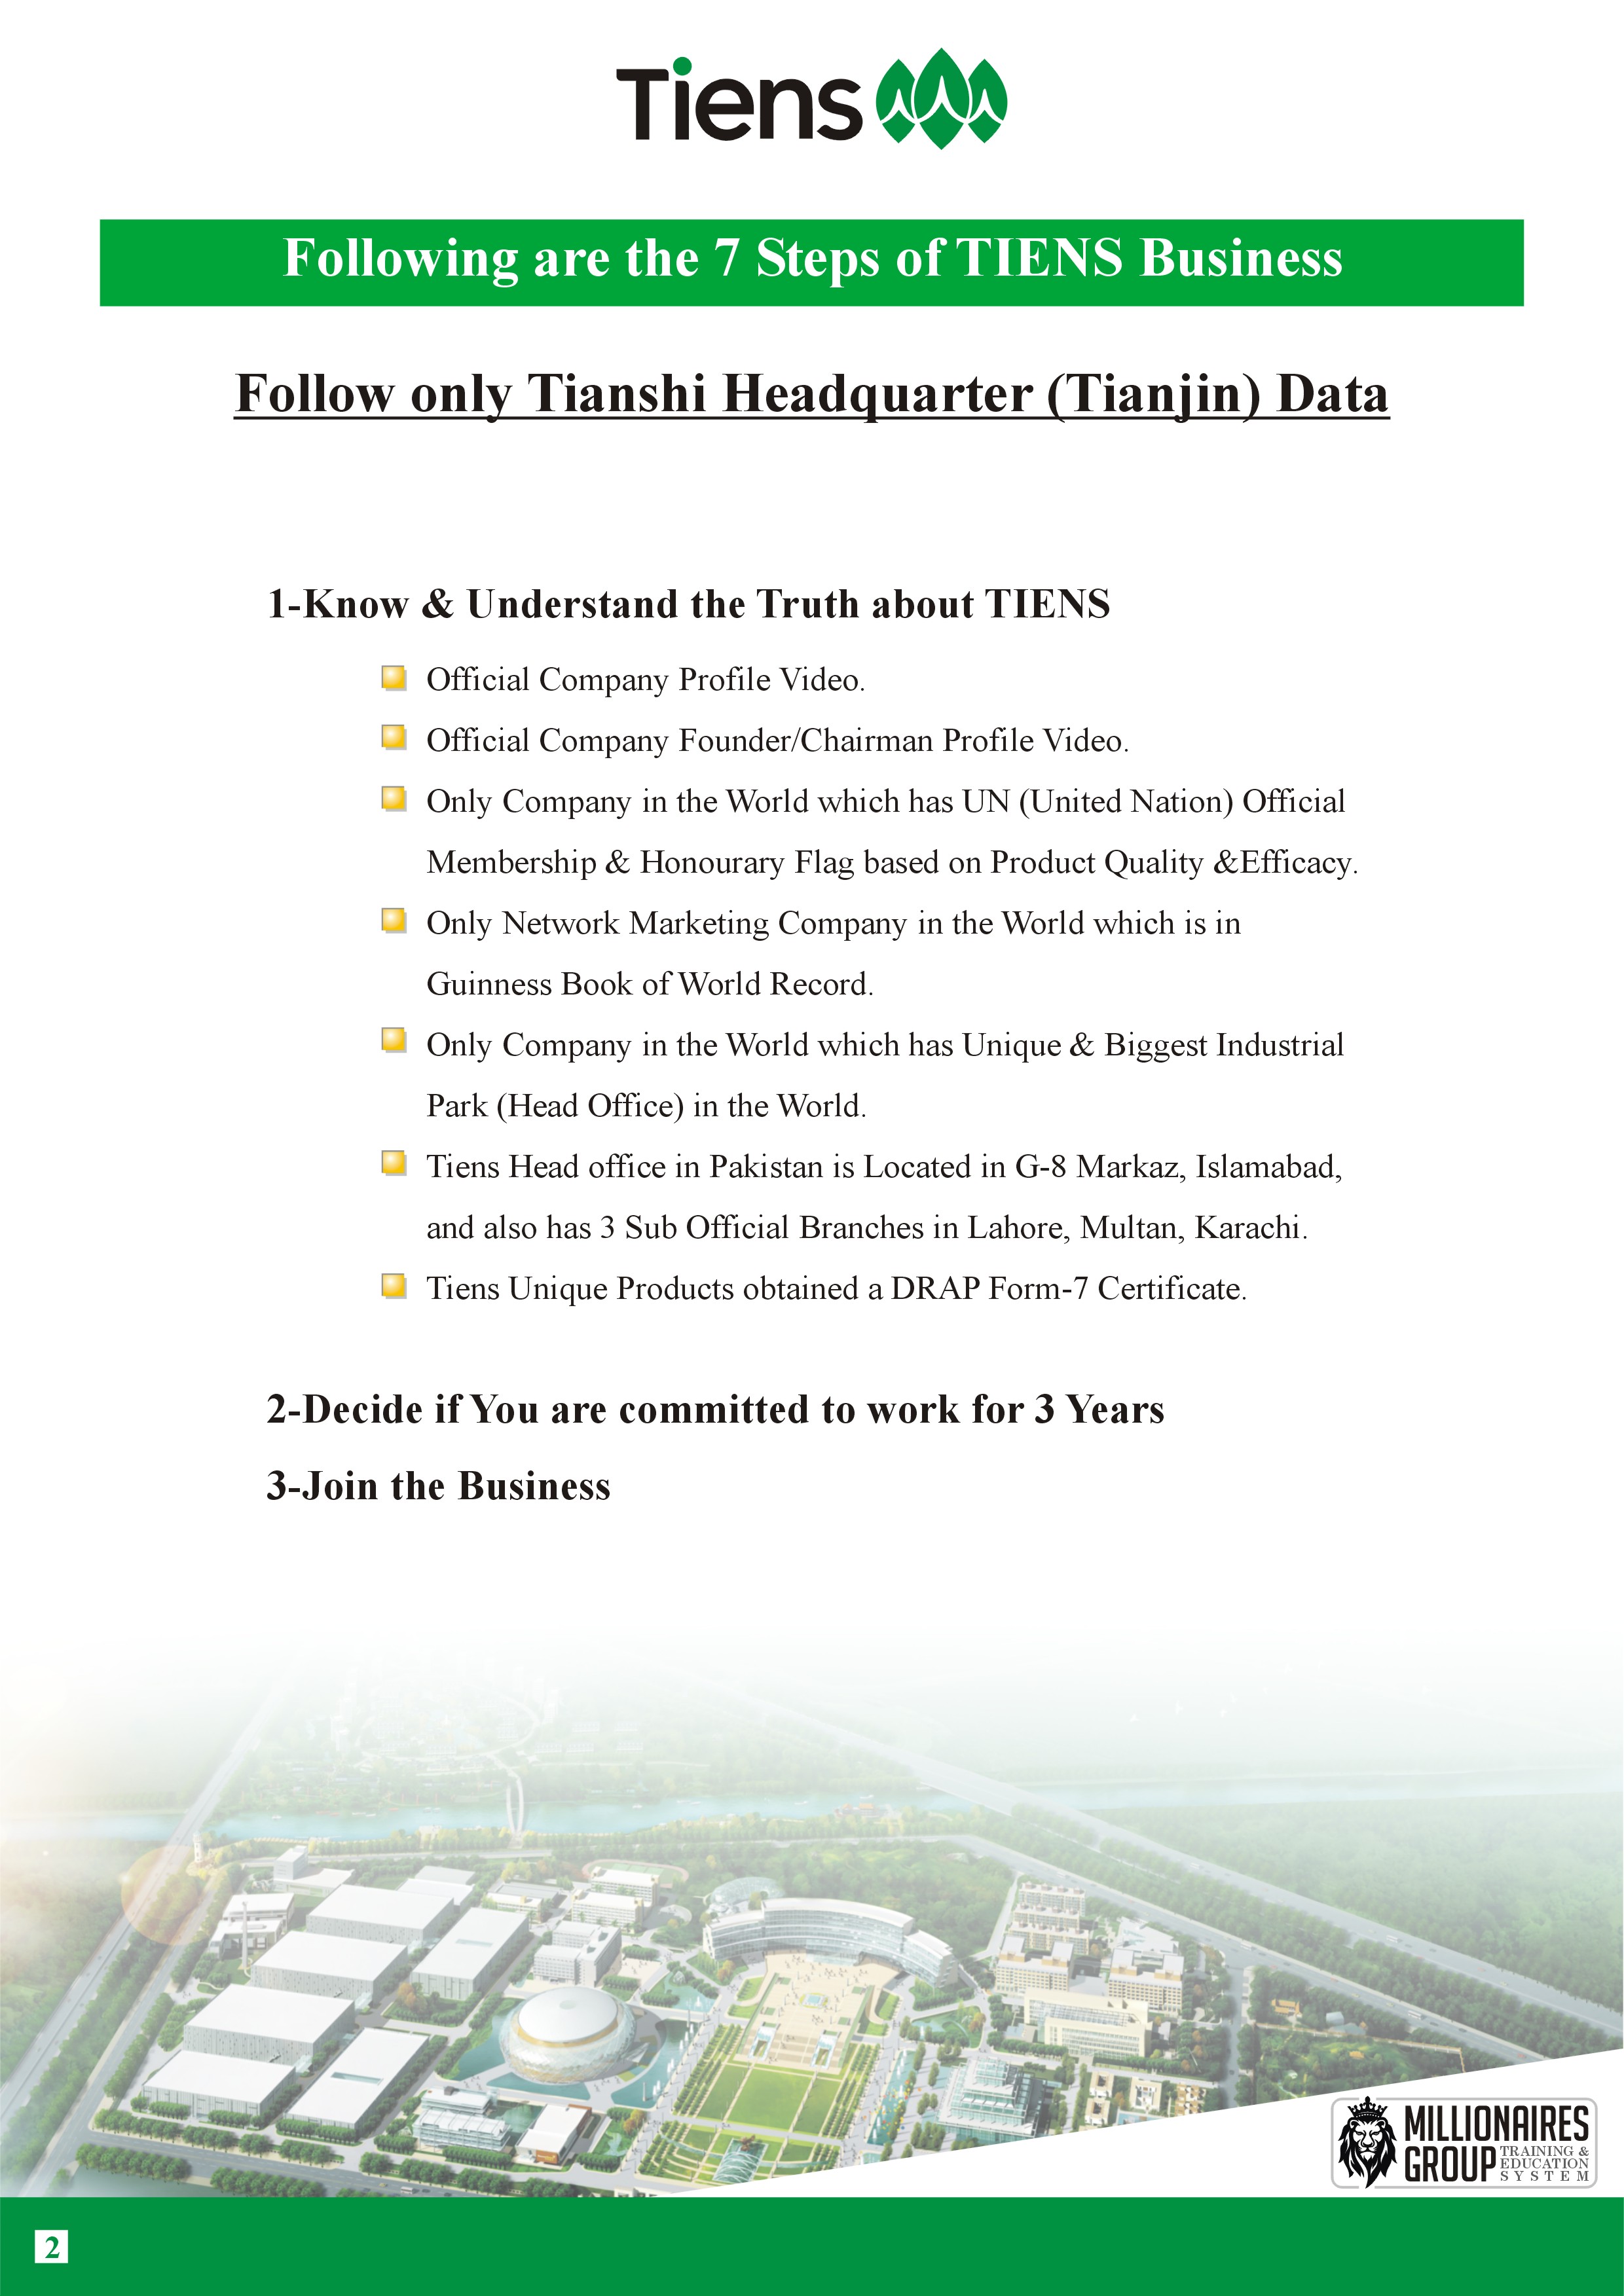 Tiens
Following are the 7 Steps of TIENS Business
Follow only Tianshi Headquarter (Tianjin) Data
1-Know & Understand the Truth about TIENS
Official Company Profile Video.
Official Company Founder/Chairman Profile Video.
Only Company in the World which has UN (United Nation) Official
Membership & Honourary Flag based on Product Quality &Efficacy.
Only Network Marketing Company in the World which is in
Guinness Book of World Record.
Only Company in the World which has Unique & Biggest Industrial
Park (Head Office) in the World.
Tiens Head office in Pakistan is Located in G-8 Markaz, Islamabad,
and also has 3 Sub Official Branches in Lahore, Multan, Karachi.
Tiens Unique Products obtained a DRAP Form-7 Certificate.
2-Decide if You are committed to work for 3 Years
3-Join the Business
MILLIONAIRES
GROUP
TRAINING &
EDUCATION
SYSTEM
2